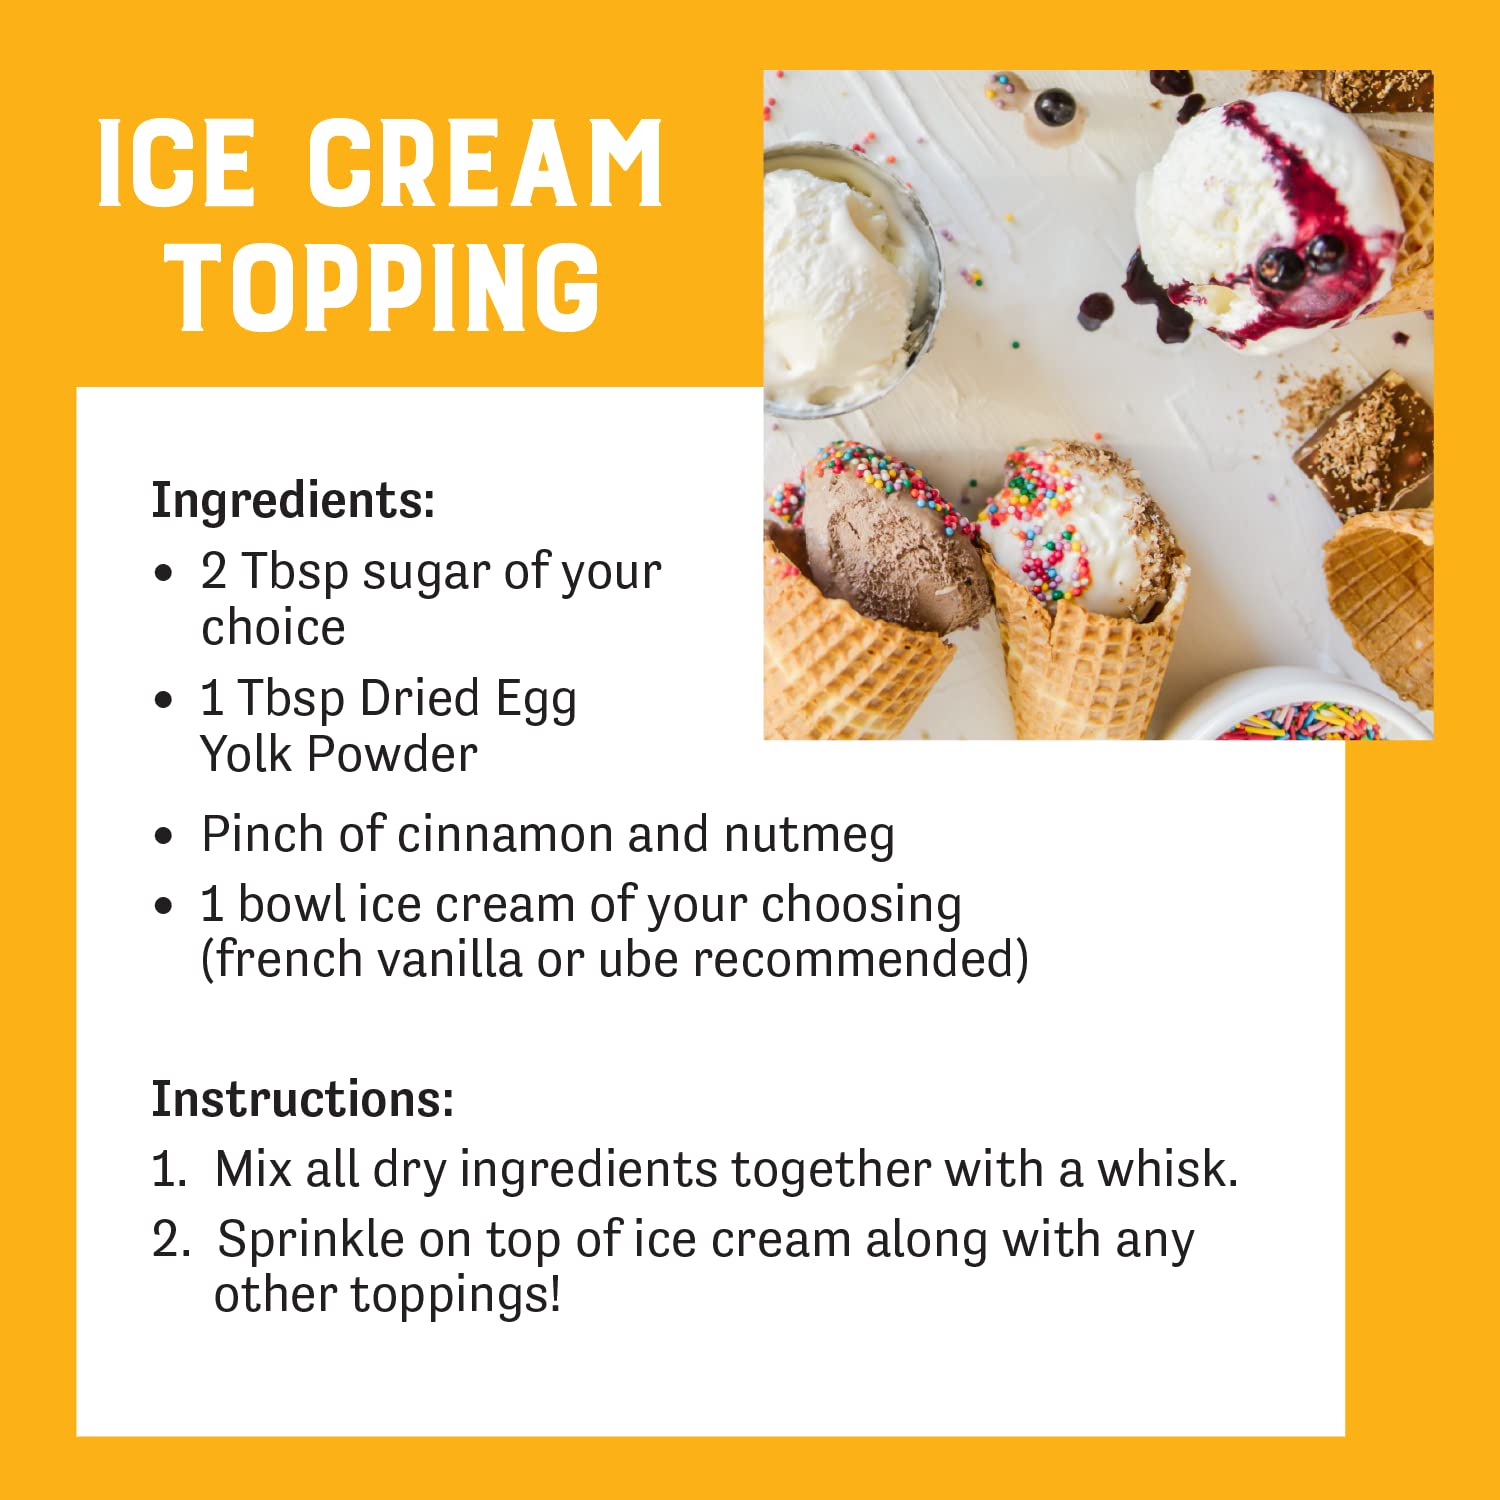 ICE CREAM
TOPPING
Ingredients:
• 2 Tbsp sugar of your
choice
• 1 Tbsp Dried Egg
Yolk Powder
• Pinch of cinnamon and nutmeg
• 1 bowl ice cream of your choosing
(french vanilla or ube recommended)
Instructions:
1. Mix all dry ingredients together with a whisk.
2. Sprinkle on top of ice cream along with any
other toppings!